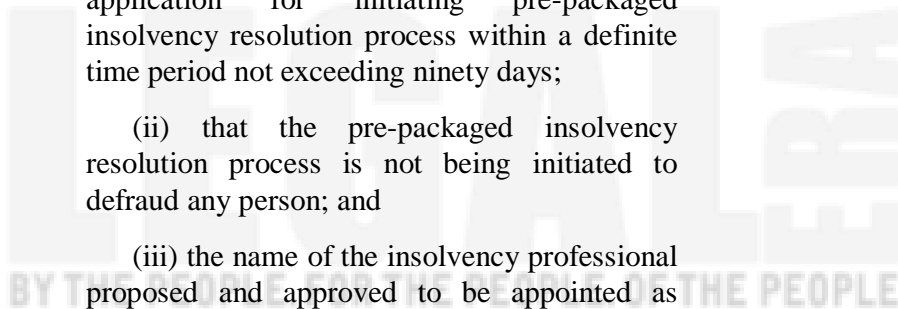 application for initiating pre-packaged
insolvency resolution process within a definite
time period not exceeding ninety days;
(ii) that the pre-packaged insolvency
resolution process is not being initiated to
defraud any person; and
(iii) the name of the insolvency professional
proposed and approved to be appointed as
LEGAL ERA
BY THE PEOPLE FOR THE PEOPLE OF THE PEOPLE